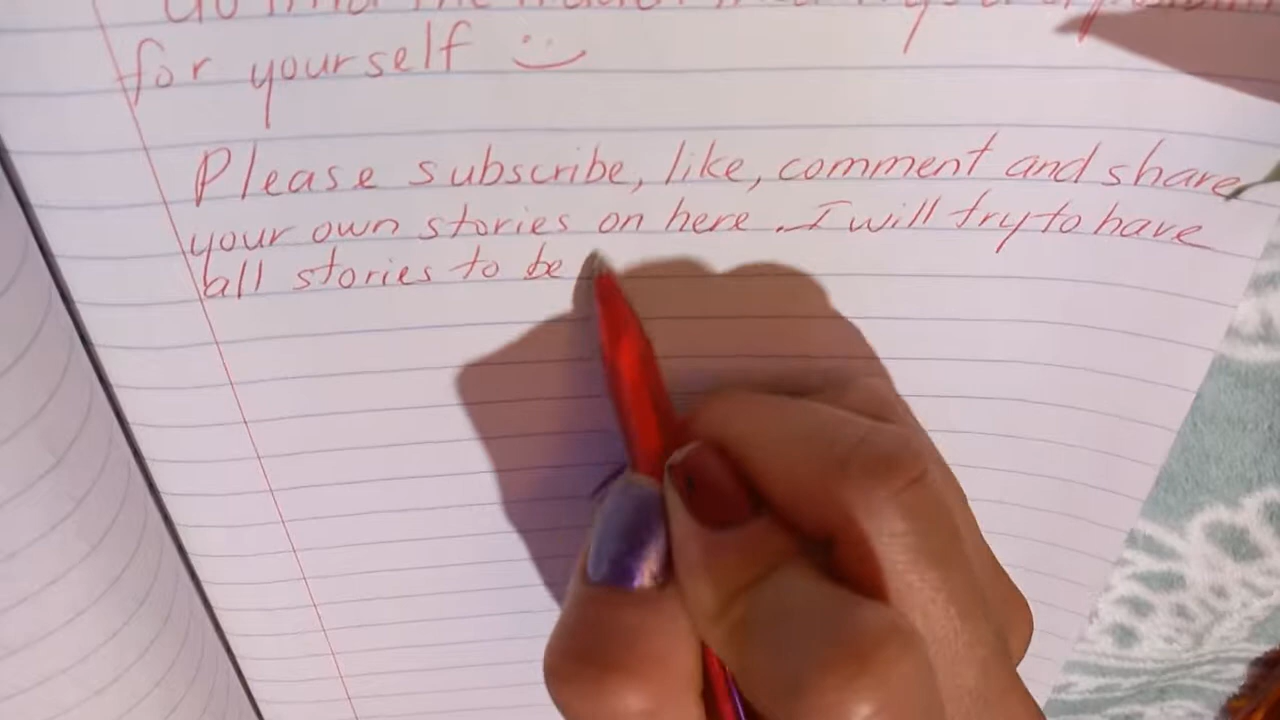 for yourself
Please subscribe, like, comment and share
your own stories on here. I will try to have
all stories to be